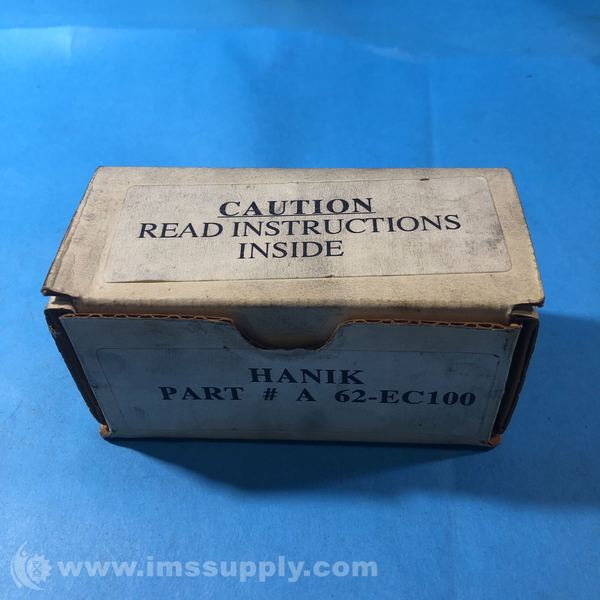 CAUTION
READ INSTRUCTIONS
INSIDE
HANIK
PART # A 62-EC100
www.imssupply.com